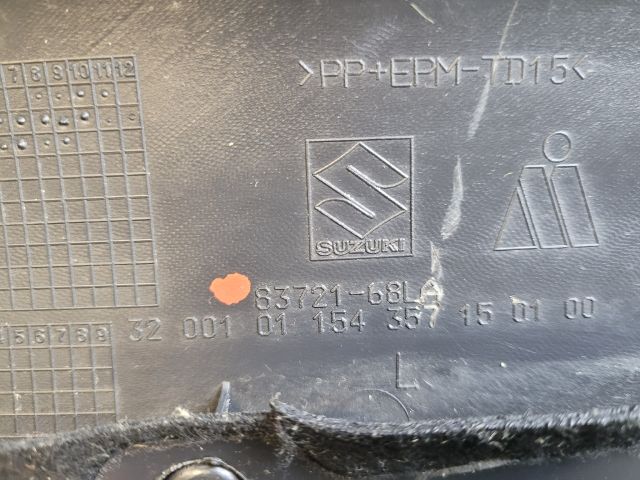 >PP+EPM-TD15<
7 8 9 10 11 12
SUZUKI
83721-68LA
32 001 01 154 357 15 01 00
4 5 6 7 8 9
L